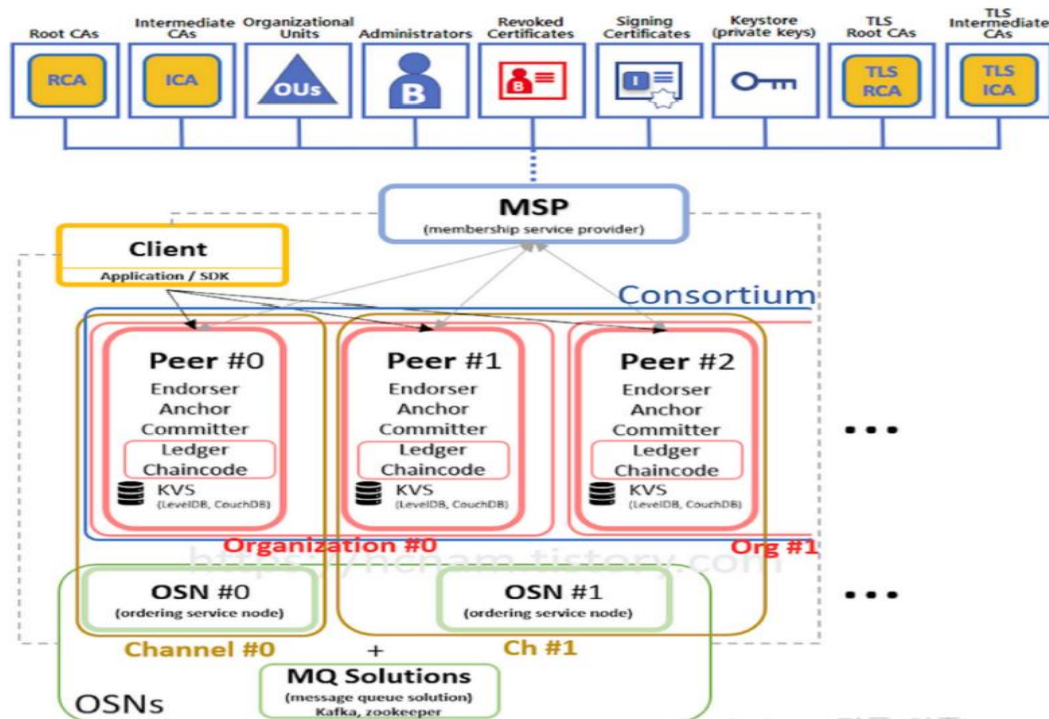 Root CAs
Intermediate CAs
Organizational Units
Administrators
Revoked Certificates
Signing Certificates
Keystore (private keys)
TLS Root CAs
TLS Intermediate CAs
RCA
ICA
OUs
B
B
I
TLS RCA
TLS ICA
MSP
(membership service provider)
Client
Application / SDK
Consortium
Peer #0
Endorser
Anchor
Committer
Ledger
Chaincode
KVS
(LevelDB, CouchDB)
Peer #1
Endorser
Anchor
Committer
Ledger
Chaincode
KVS
(LevelDB, CouchDB)
Peer #2
Endorser
Anchor
Committer
Ledger
Chaincode
KVS
(LevelDB, CouchDB)
...
Organization #0
Org #1
https://hcnam.tistory.com
OSN #0
(ordering service node)
OSN #1
(ordering service node)
...
Channel #0
+
Ch #1
MQ Solutions
(message queue solution)
Kafka, zookeeper
OSNs